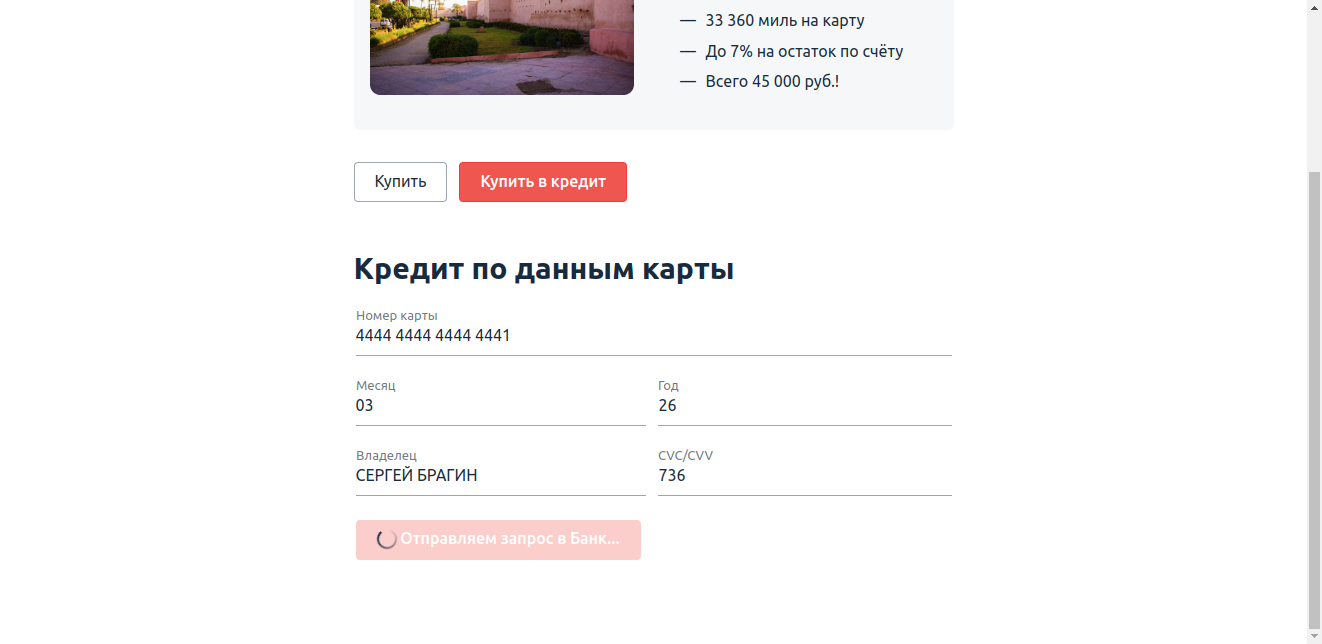 — 33 360 миль на карту
— До 7% на остаток по счёту
— Всего 45 000 руб.!
Купить
Купить в кредит
Кредит по данным карты
Номер карты
4444 4444 4444 4441
Месяц
Год
03
26
Владелец
CVC/CVV
СЕРГЕЙ БРАГИН
736
Отправляем запрос в Банк...